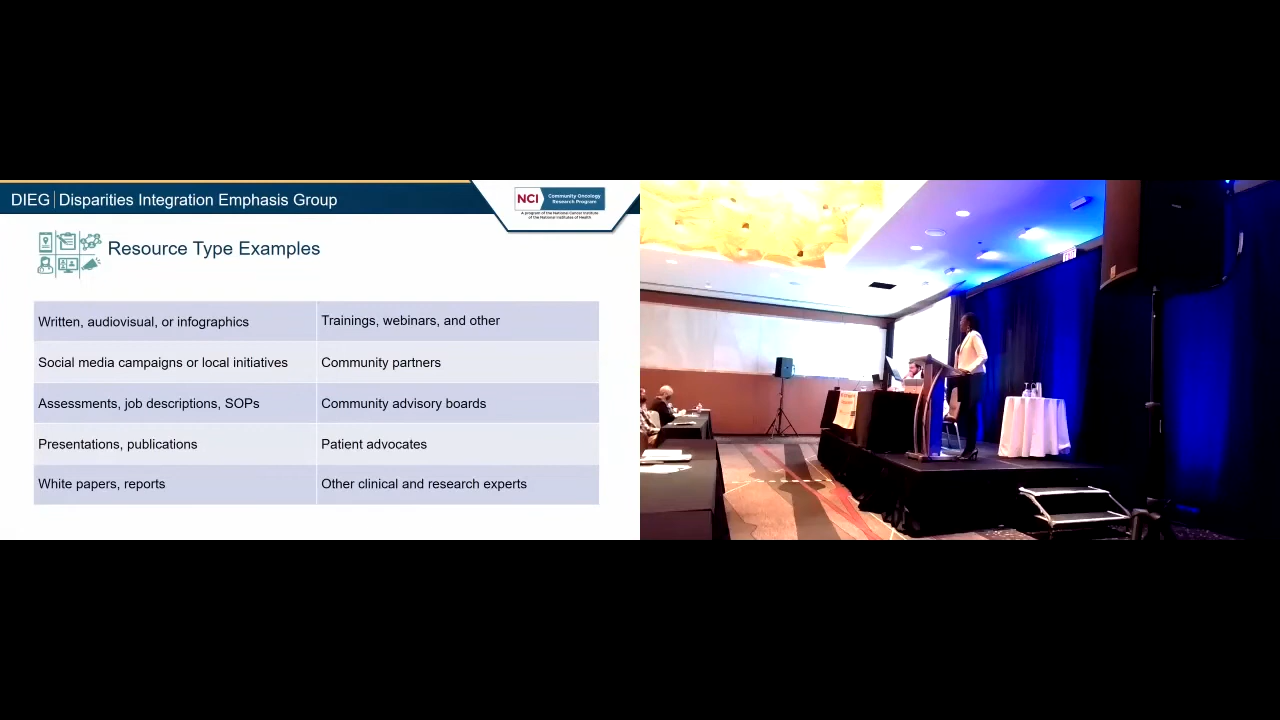 DIEG Disparities Integration Emphasis Group
NCI Community Oncology
Research Program
A program of the National Cancer Institute
of the National Institutes of Health
Resource Type Examples
Written, audiovisual, or infographics
Trainings, webinars, and other
Social media campaigns or local initiatives
Community partners
Assessments, job descriptions, SOPs
Community advisory boards
Presentations, publications
Patient advocates
White papers, reports
Other clinical and research experts
EXIT